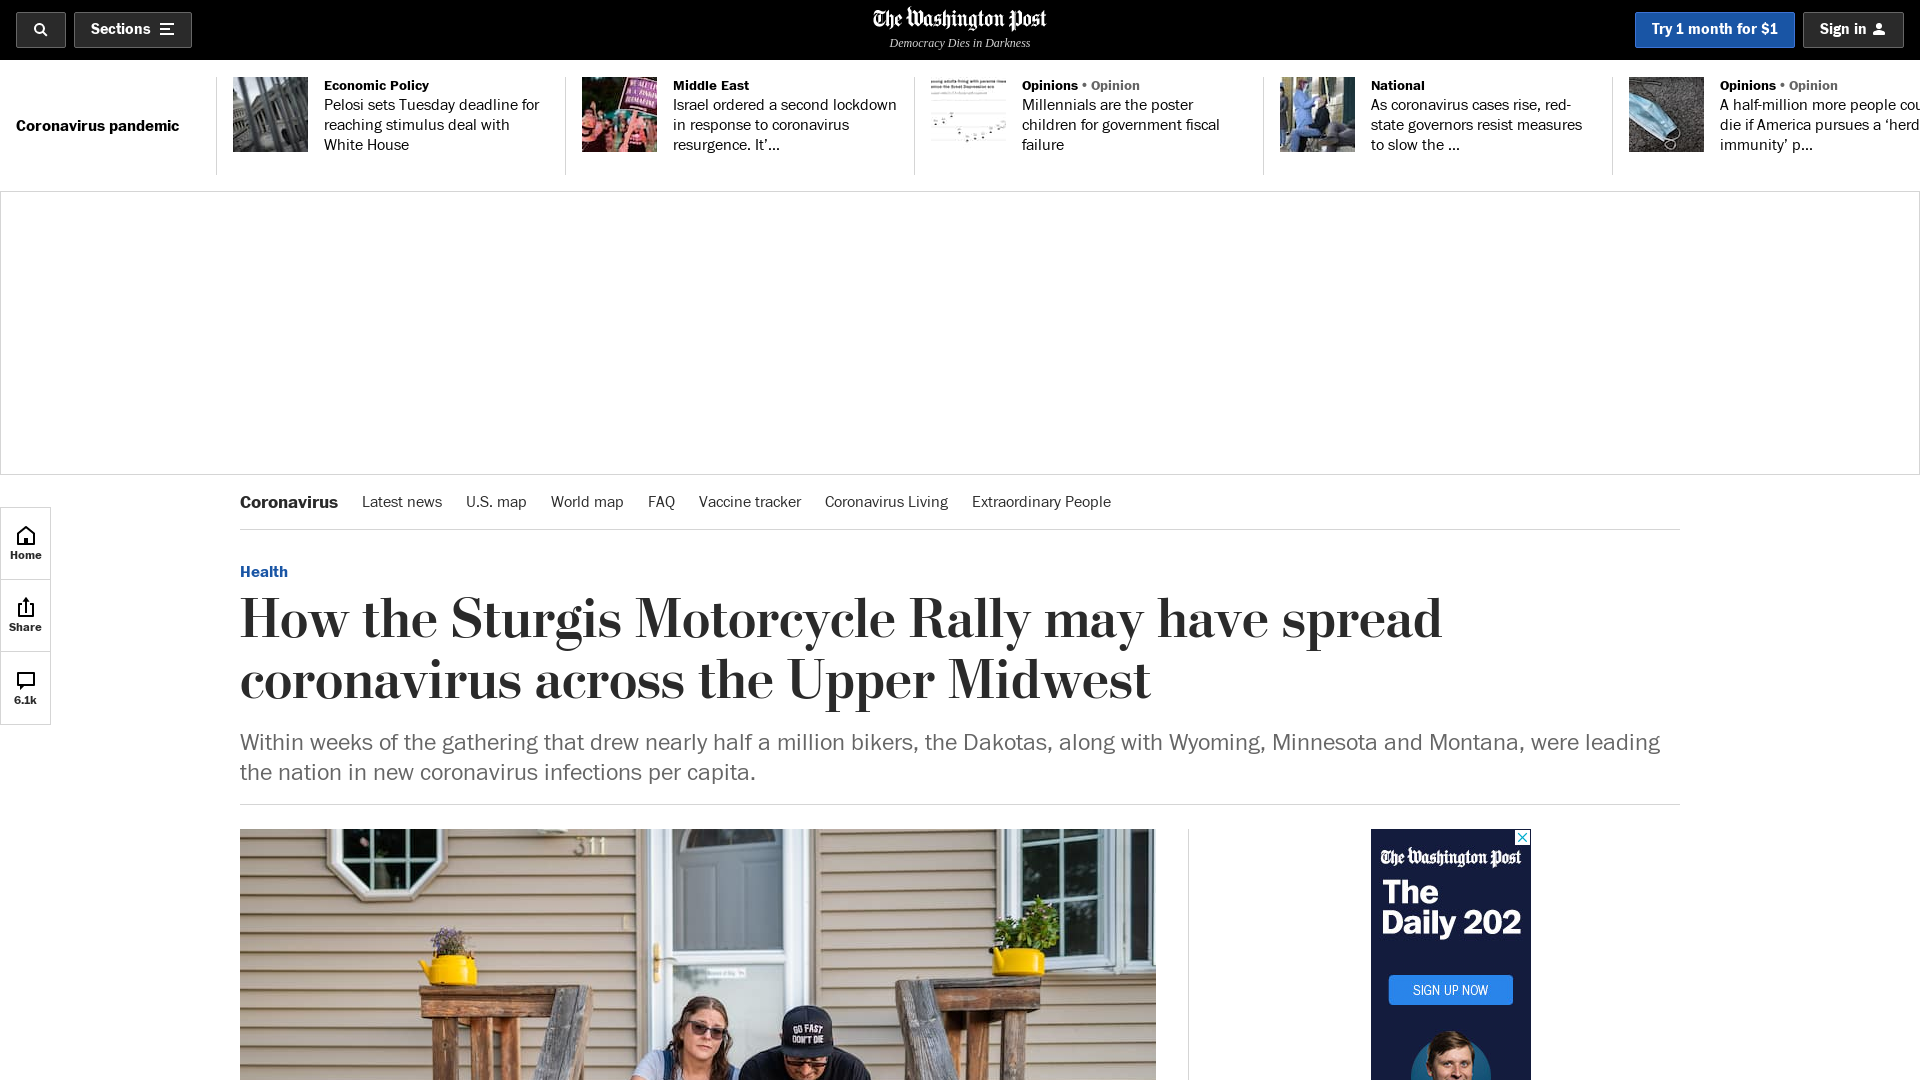 Sections
The Washington Post
Democracy Dies in Darkness
Try 1 month for $1
Sign in
Coronavirus pandemic
Economic Policy
Pelosi sets Tuesday deadline for
reaching stimulus deal with
White House
Middle East
Israel ordered a second lockdown
in response to coronavirus
resurgence. It’s...
Opinions • Opinion
Millennials are the poster
children for government fiscal
failure
National
As coronavirus cases rise, red-
state governors resist measures
to slow the ...
Opinions • Opinion
A half-million more people cou
die if America pursues a ‘herd
immunity’ p...
Coronavirus
Latest news
U.S. map
World map
FAQ
Vaccine tracker
Coronavirus Living
Extraordinary People
Home
Share
6.1k
Health
How the Sturgis Motorcycle Rally may have spread
coronavirus across the Upper Midwest
Within weeks of the gathering that drew nearly half a million bikers, the Dakotas, along with Wyoming, Minnesota and Montana, were leading
the nation in new coronavirus infections per capita.
311
GO FAST
DON'T DIE
The Washington Post
The
Daily 202
SIGN UP NOW